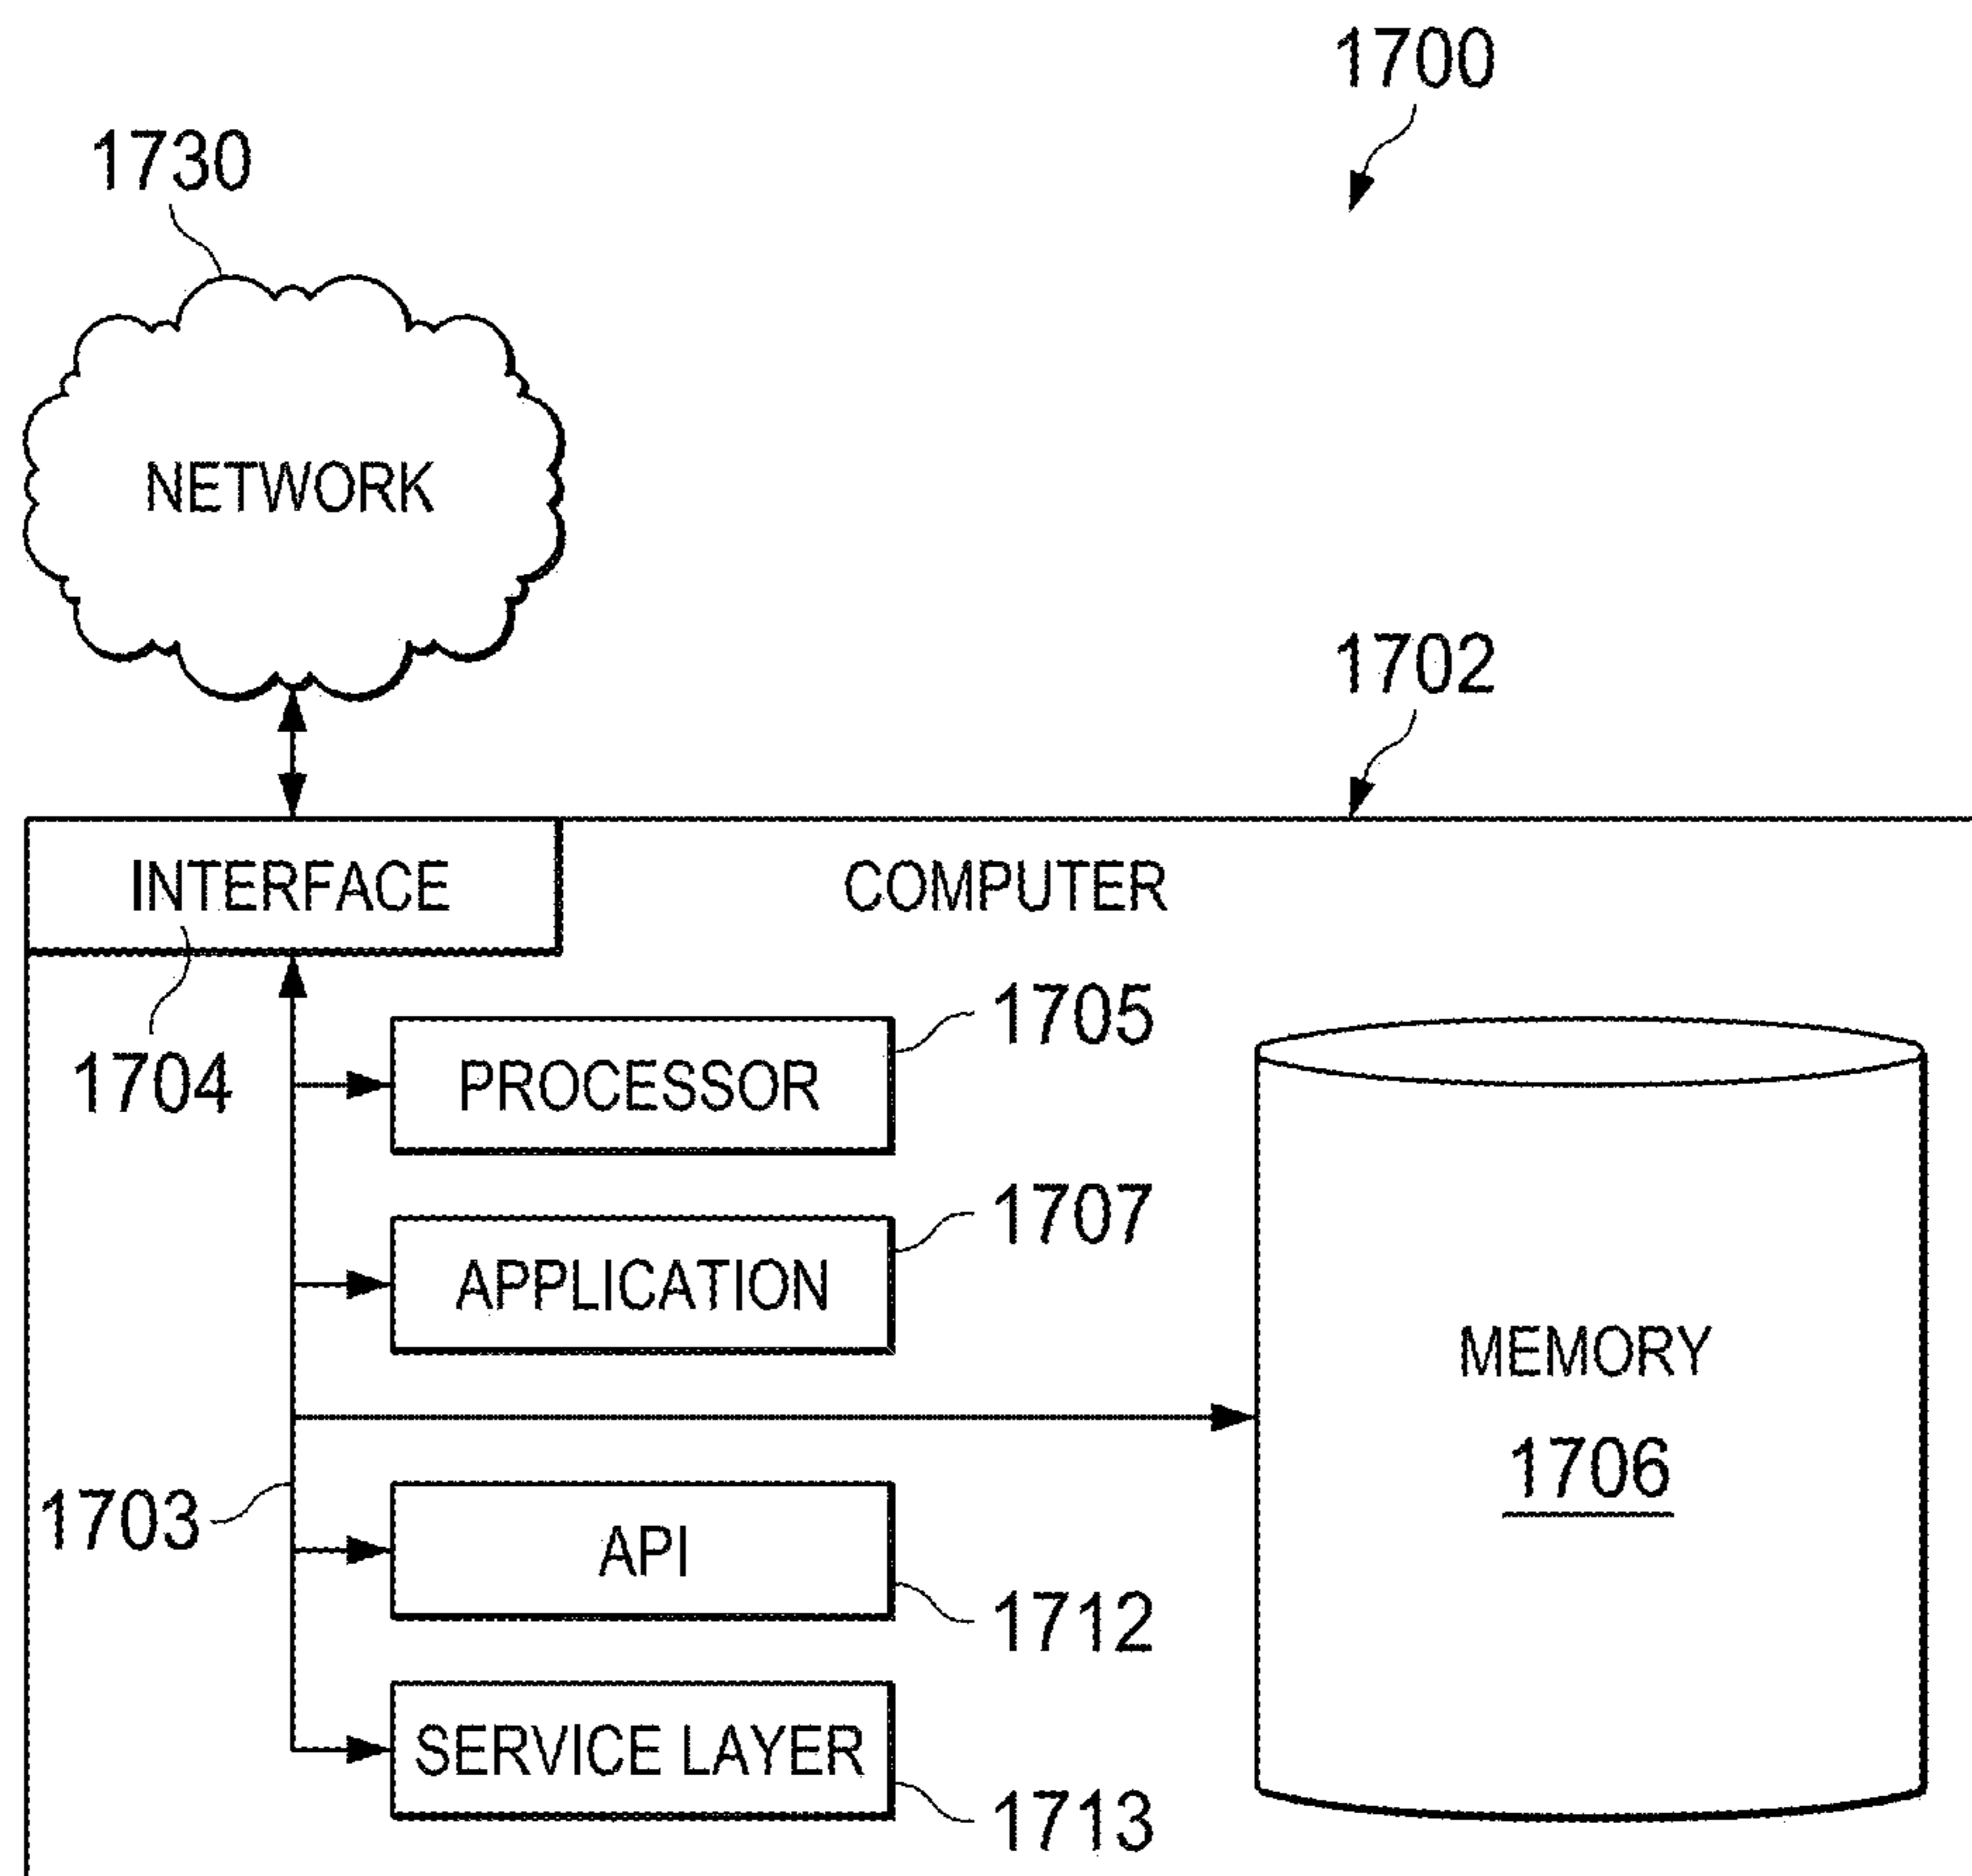 1700
1730
NETWORK
1702
INTERFACE
COMPUTER
1704
1705
PROCESSOR
1707
APPLICATION
MEMORY
1706
1703
API
1712
SERVICE LAYER
1713